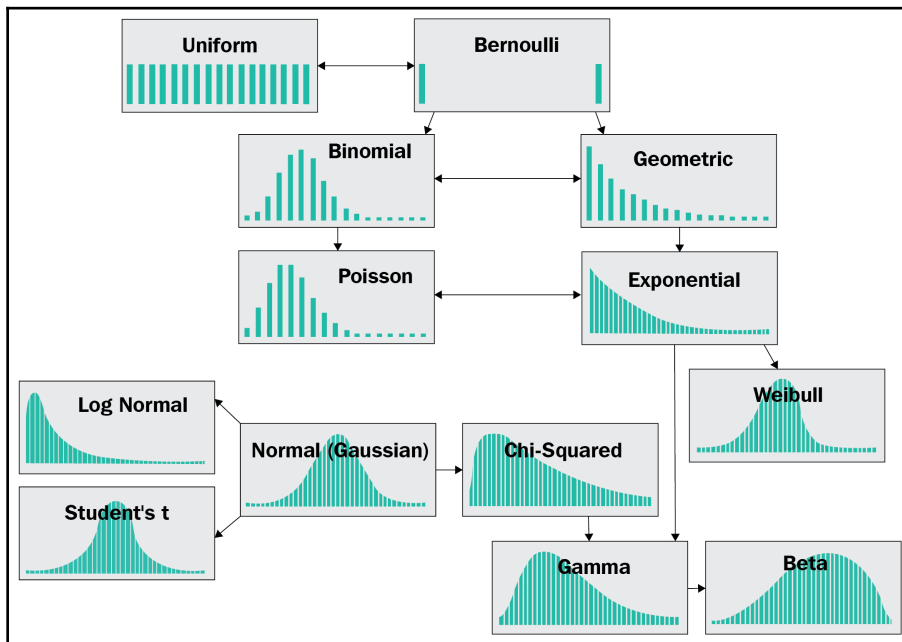 Uniform
Bernoulli
Binomial
Geometric
Poisson
Exponential
Log Normal
Weibull
Normal (Gaussian)
Chi-Squared
Student's t
Gamma
Beta